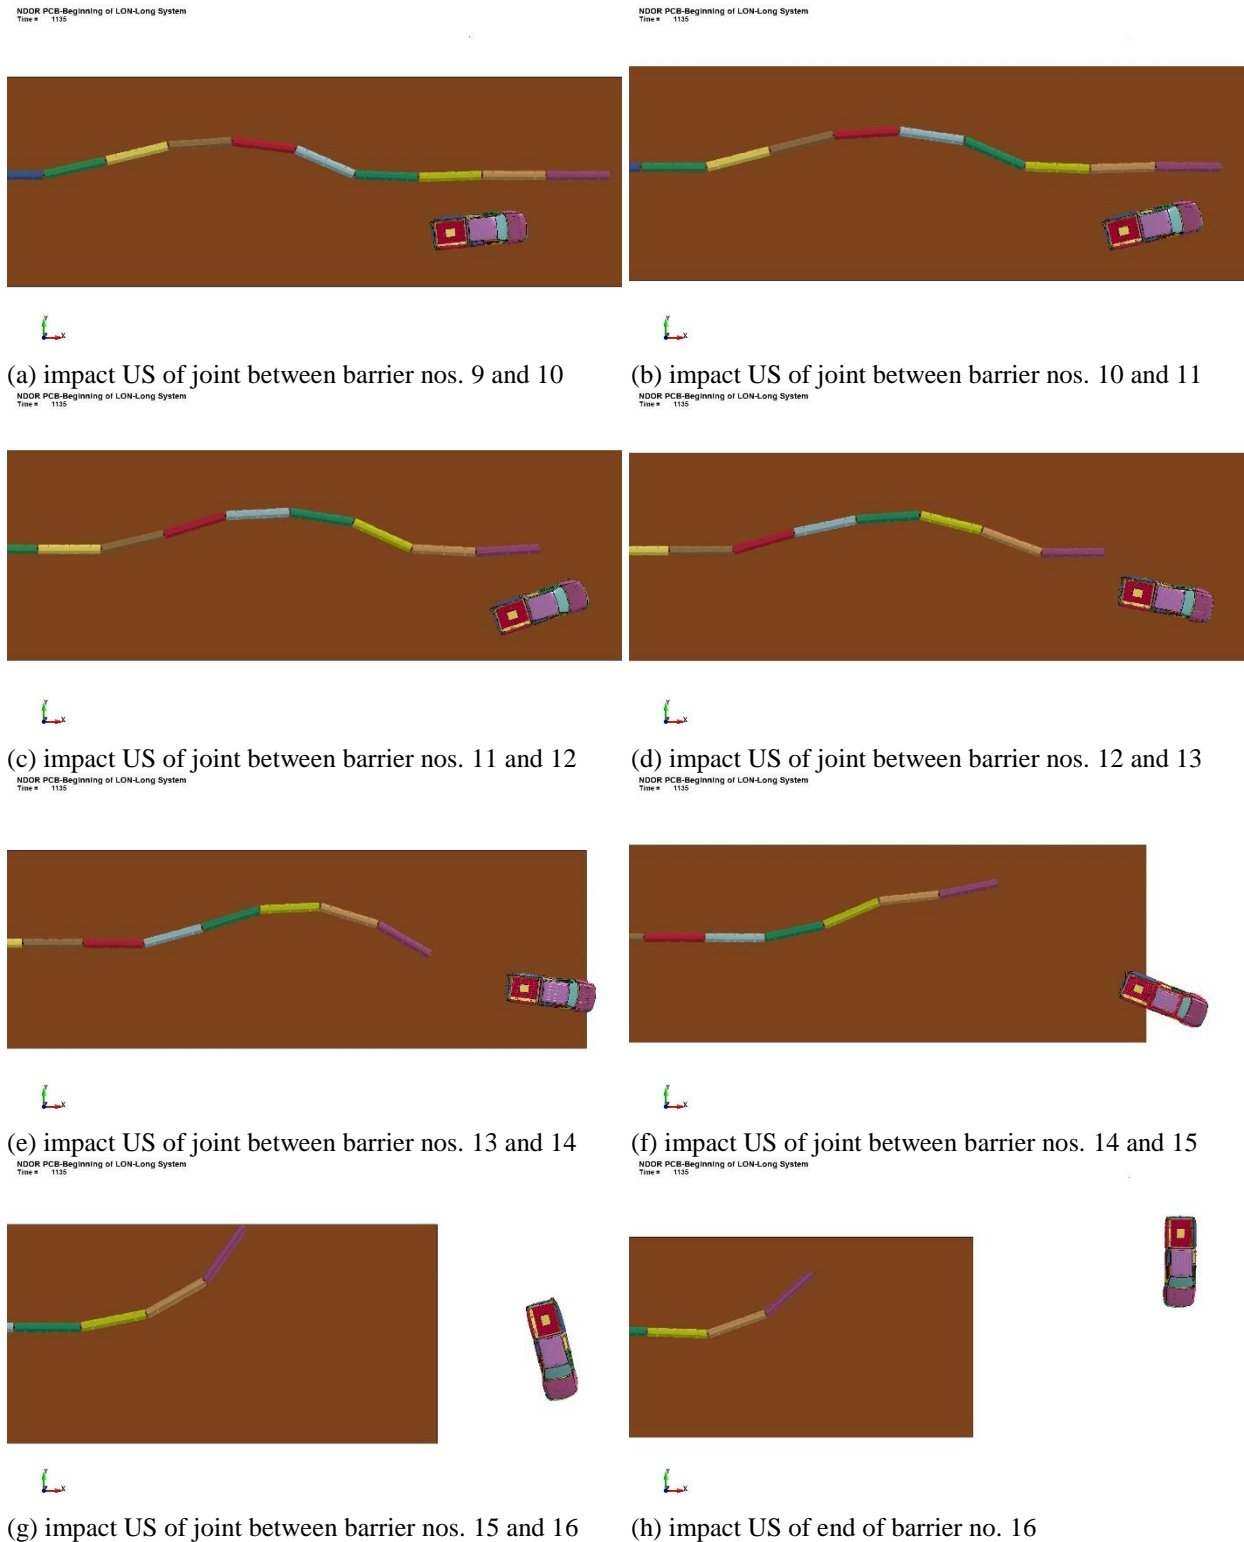 NDOR PCB-Beginning of LON-Long System
Time = 1135
Y
X
(a) impact US of joint between barrier nos. 9 and 10
NDOR PCB-Beginning of LON-Long System
Time = 1135
Y
X
(b) impact US of joint between barrier nos. 10 and 11
NDOR PCB-Beginning of LON-Long System
Time = 1135
Y
X
(c) impact US of joint between barrier nos. 11 and 12
NDOR PCB-Beginning of LON-Long System
Time = 1135
Y
X
(d) impact US of joint between barrier nos. 12 and 13
NDOR PCB-Beginning of LON-Long System
Time = 1135
Y
X
(e) impact US of joint between barrier nos. 13 and 14
NDOR PCB-Beginning of LON-Long System
Time = 1135
Y
X
(f) impact US of joint between barrier nos. 14 and 15
NDOR PCB-Beginning of LON-Long System
Time = 1135
Y
X
(g) impact US of joint between barrier nos. 15 and 16
NDOR PCB-Beginning of LON-Long System
Time = 1135
Y
X
(h) impact US of end of barrier no. 16